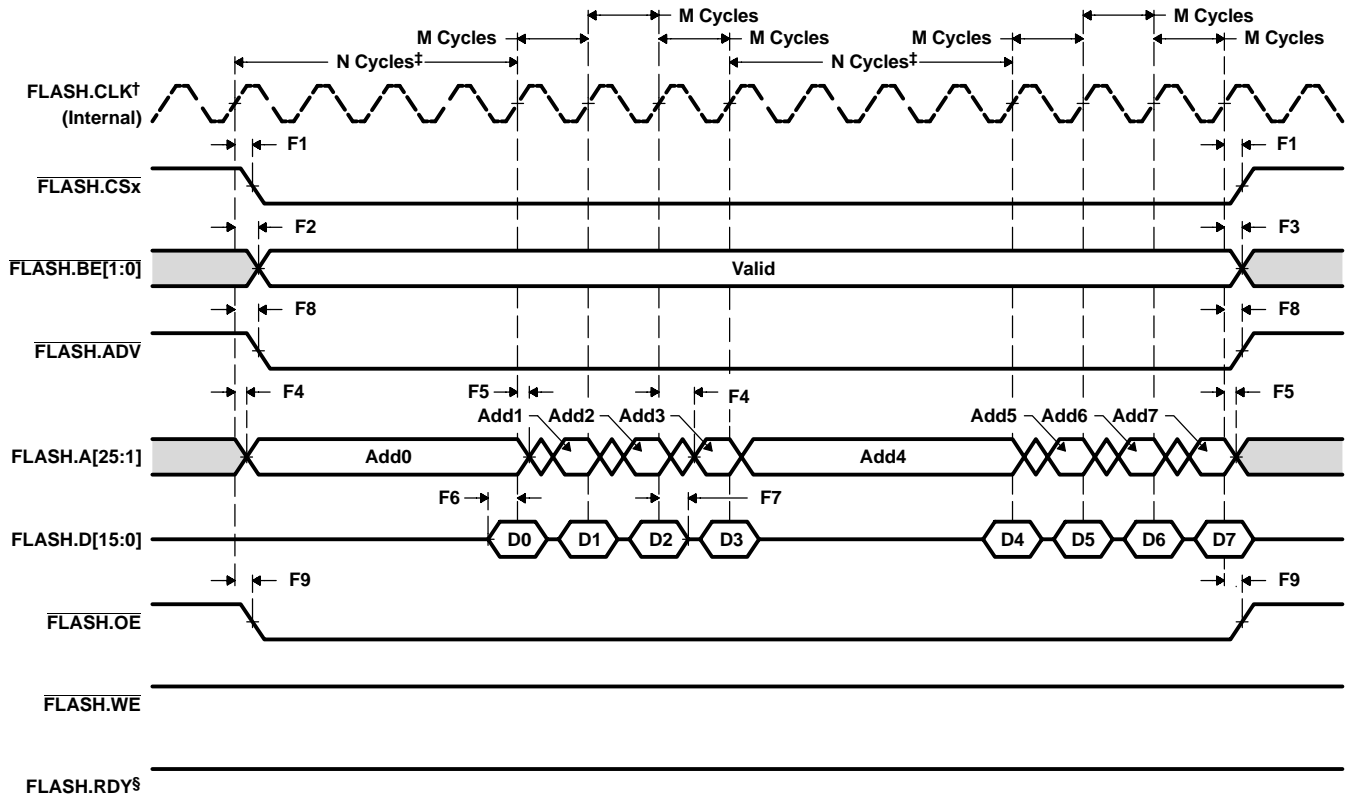 M Cycles
M Cycles
M Cycles M Cycles M Cycles M Cycles
N Cycles‡ N Cycles‡
FLASH.CLK†
(Internal)
F1 F1
FLASH.CSx
F2 F3
FLASH.BE[1:0] Valid
F8 F8
FLASH.ADV
F4 F5 F4 F5
Add1 Add2 Add3 Add5 Add6 Add7
FLASH.A[25:1] Add0 Add4
F6 F7
FLASH.D[15:0] D0 D1 D2 D3 D4 D5 D6 D7
F9 F9
FLASH.OE
FLASH.WE
FLASH.RDY§